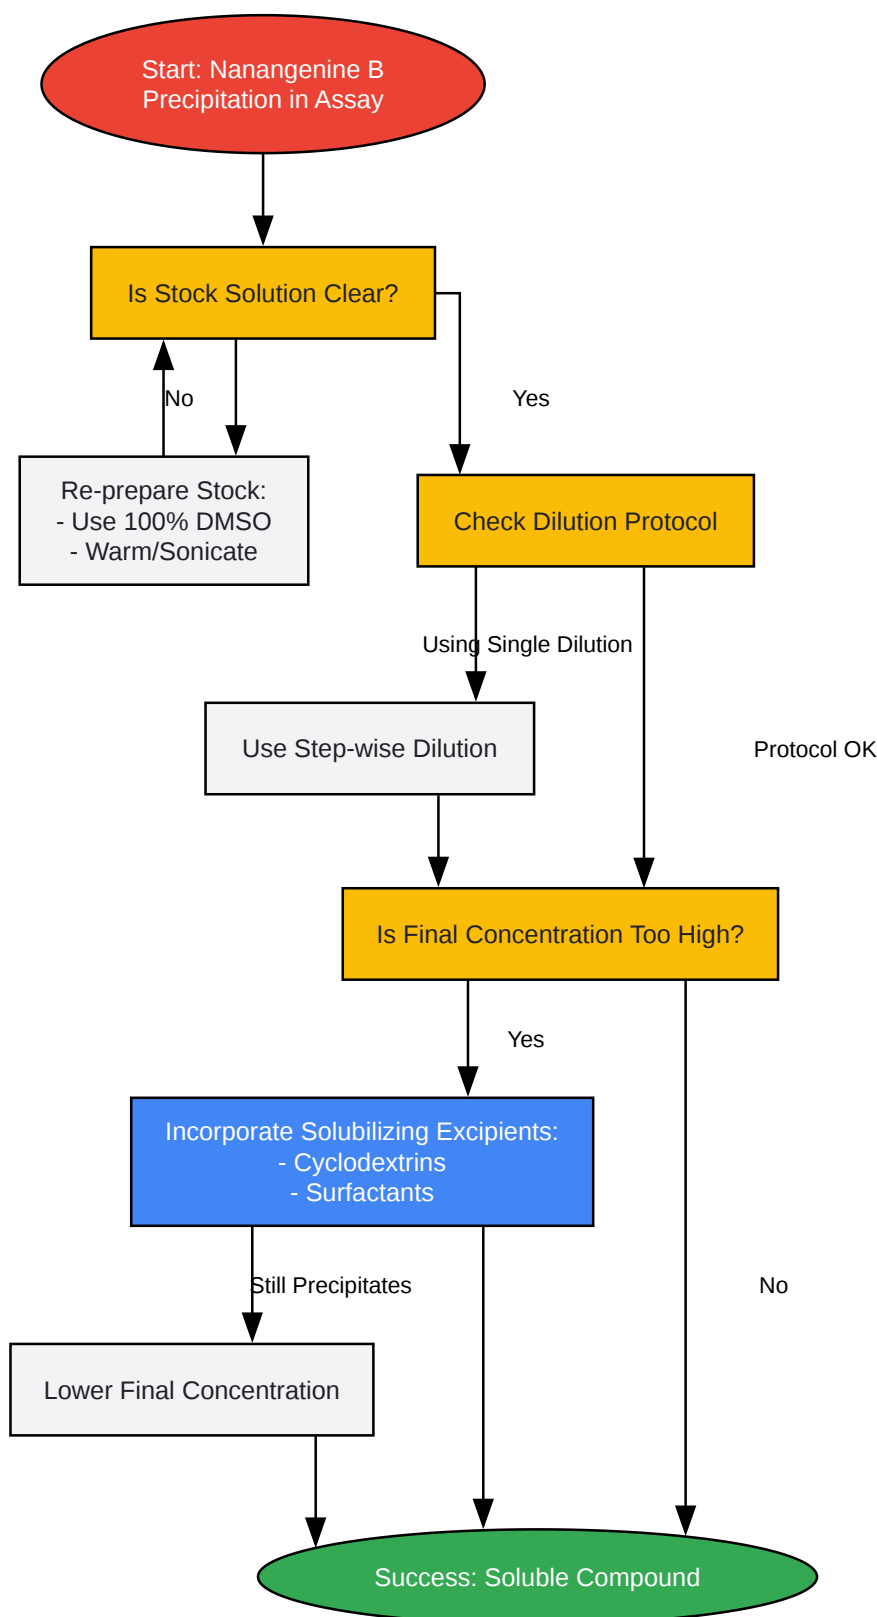 Start: Nanangenine B
Precipitation in Assay
Is Stock Solution Clear?
No
Yes
Re-prepare Stock:
- Use 100% DMSO
- Warm/Sonicate
Check Dilution Protocol
Using Single Dilution
Use Step-wise Dilution
Protocol OK
Is Final Concentration Too High?
Yes
Incorporate Solubilizing Excipients:
- Cyclodextrins
- Surfactants
Still Precipitates
No
Lower Final Concentration
Success: Soluble Compound